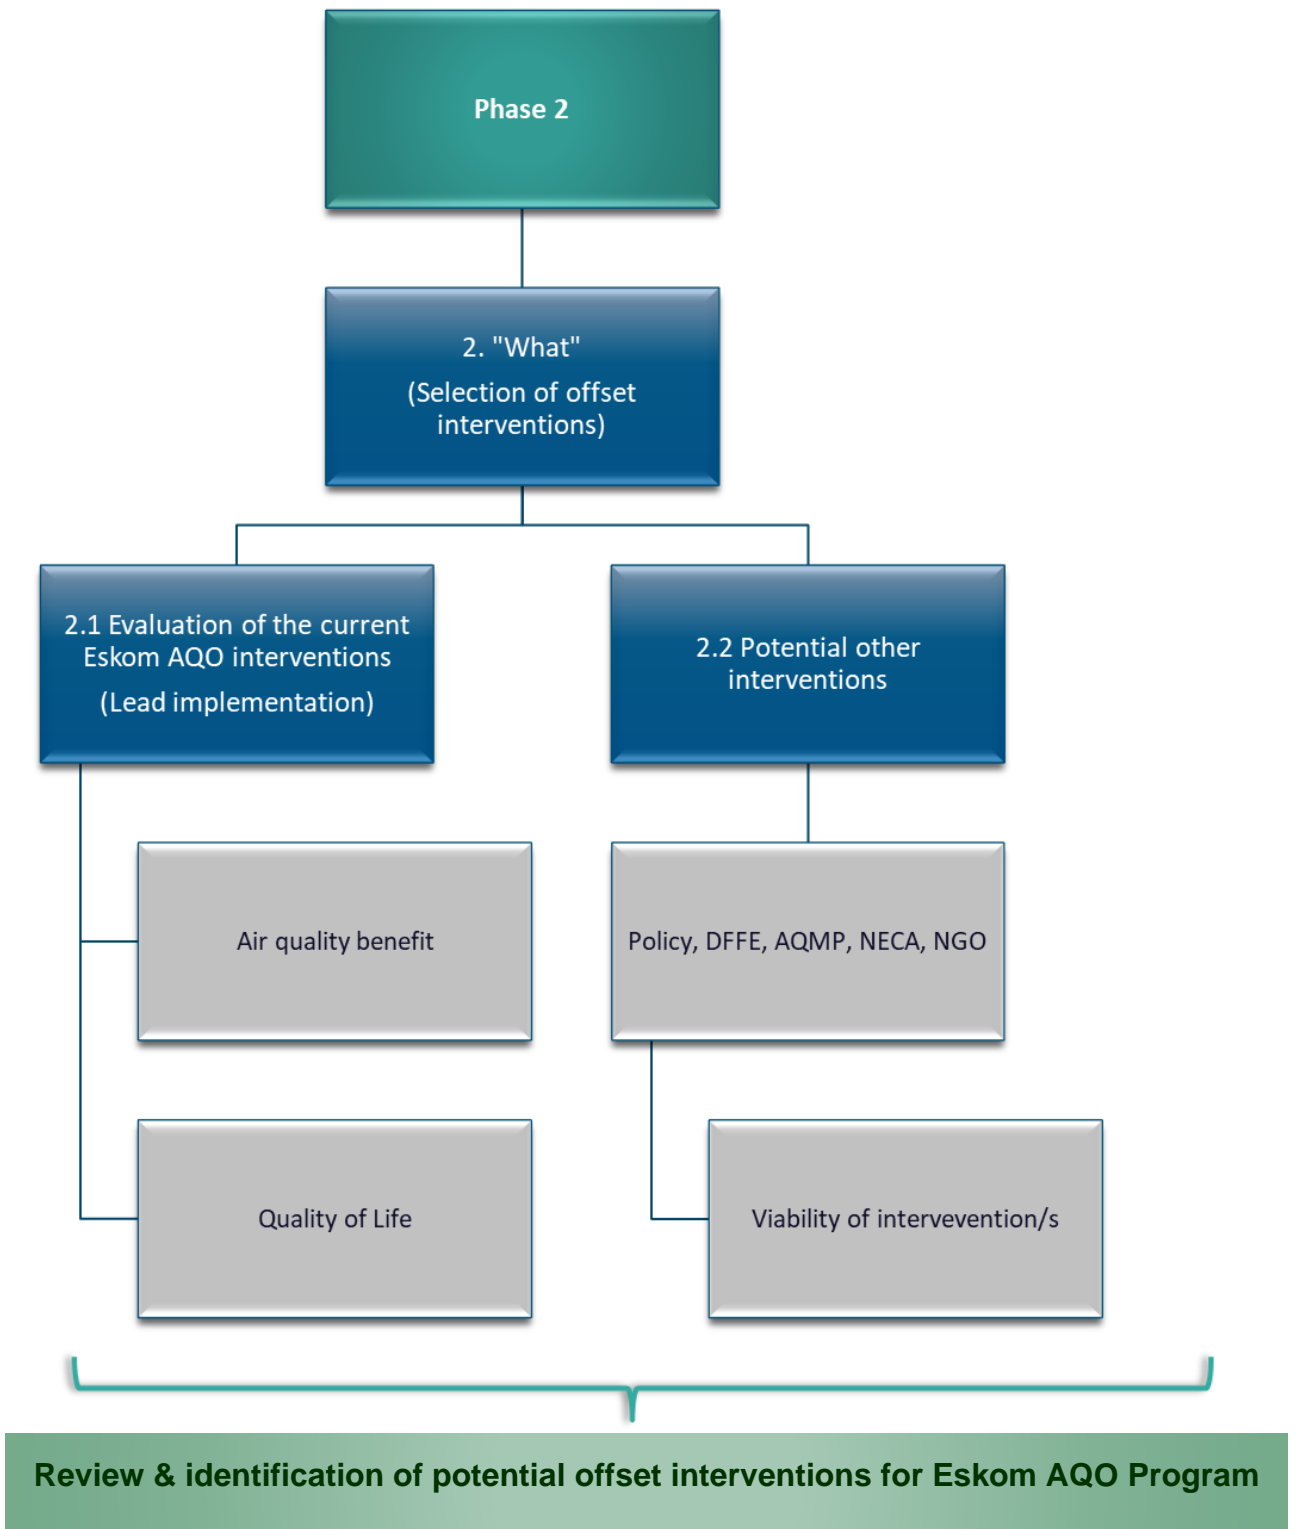 Phase 2
2. "What"
(Selection of offset
interventions)
2.1 Evaluation of the current
Eskom AQO interventions
(Lead implementation)
2.2 Potential other
interventions
Air quality benefit
Policy, DFFE, AQMP, NECA, NGO
Quality of Life
Viability of intervevention/s
Review & identification of potential offset interventions for Eskom AQO Program